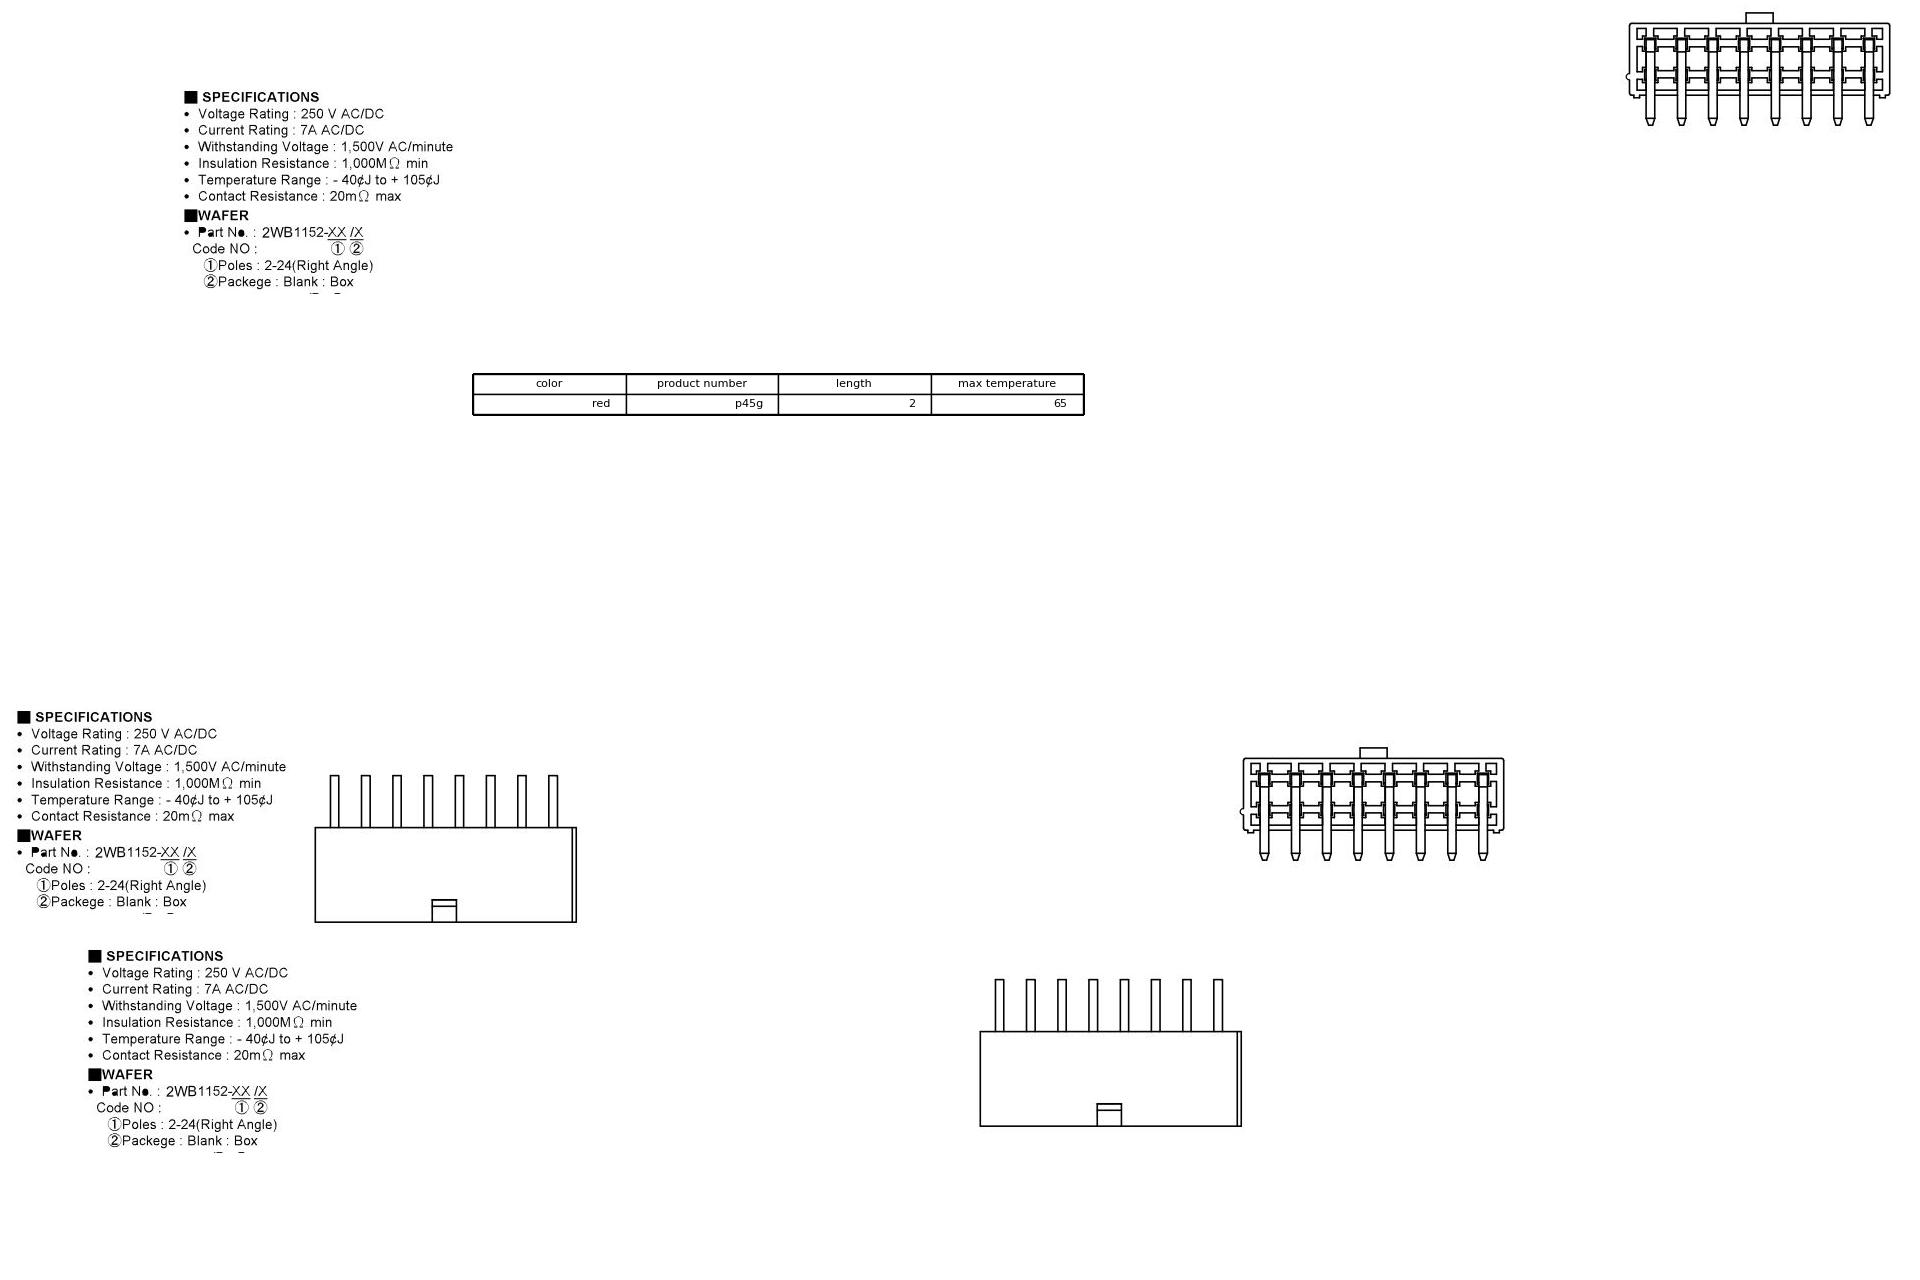 ■ SPECIFICATIONS
• Voltage Rating : 250 V AC/DC
• Current Rating : 7A AC/DC
• Withstanding Voltage : 1,500V AC/minute
• Insulation Resistance : 1,000MΩ min
• Temperature Range : - 40¢J to + 105¢J
• Contact Resistance : 20mΩ max
■WAFER
• Part No. : 2WB1152-XX /X
Code NO : ① ②
①Poles : 2-24(Right Angle)
②Packege : Blank : Box
color product number length max temperature
red p45g 2 65
■ SPECIFICATIONS
• Voltage Rating : 250 V AC/DC
• Current Rating : 7A AC/DC
• Withstanding Voltage : 1,500V AC/minute
• Insulation Resistance : 1,000MΩ min
• Temperature Range : - 40¢J to + 105¢J
• Contact Resistance : 20mΩ max
■WAFER
• Part No. : 2WB1152-XX /X
Code NO : ① ②
①Poles : 2-24(Right Angle)
②Packege : Blank : Box
■ SPECIFICATIONS
• Voltage Rating : 250 V AC/DC
• Current Rating : 7A AC/DC
• Withstanding Voltage : 1,500V AC/minute
• Insulation Resistance : 1,000MΩ min
• Temperature Range : - 40¢J to + 105¢J
• Contact Resistance : 20mΩ max
■WAFER
• Part No. : 2WB1152-XX /X
Code NO : ① ②
①Poles : 2-24(Right Angle)
②Packege : Blank : Box